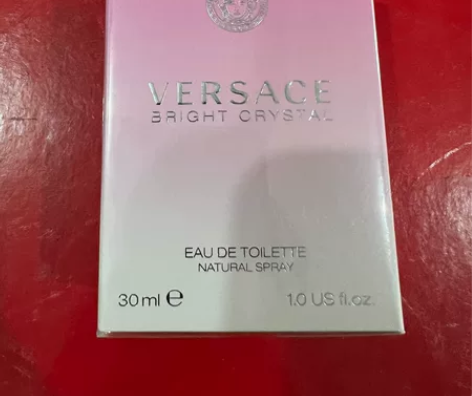 VERSACE
BRIGHT CRYSTAL
EAU DE TOILETTE
NATURAL SPRAY
30 ml ℮ 1.0 US fl.oz.